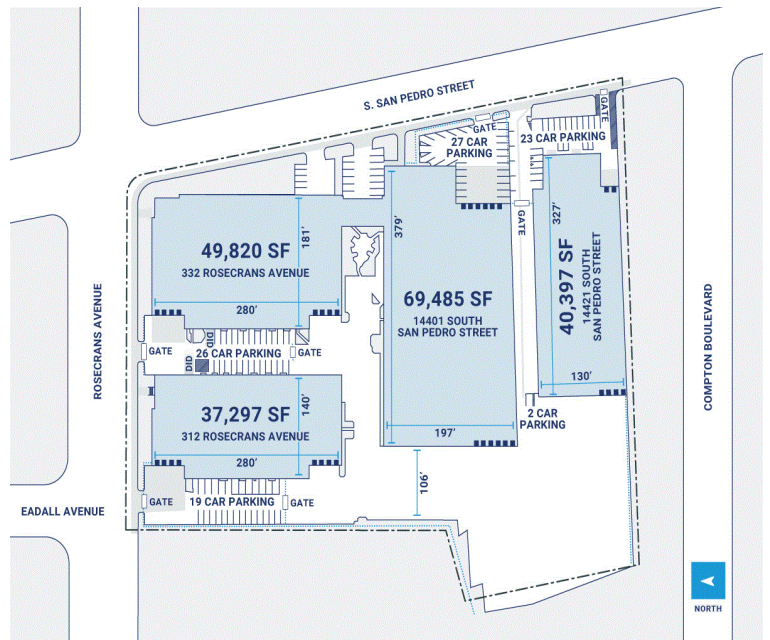 S. SAN PEDRO STREET
GATE
27 CAR
PARKING
GATE
23 CAR PARKING
49,820 SF
332 ROSECRANS AVENUE
280'
181'
379'
GATE
327'
69,485 SF
14401 SOUTH
SAN PEDRO STREET
40,397 SF
14421 SOUTH
SAN PEDRO STREET
ROSECRANS AVENUE
COMPTON BOULEVARD
GATE
DID
DID
26 CAR PARKING
GATE
130'
37,297 SF
312 ROSECRANS AVENUE
140'
280'
197'
2 CAR
PARKING
106'
GATE
19 CAR PARKING
GATE
EADALL AVENUE
NORTH